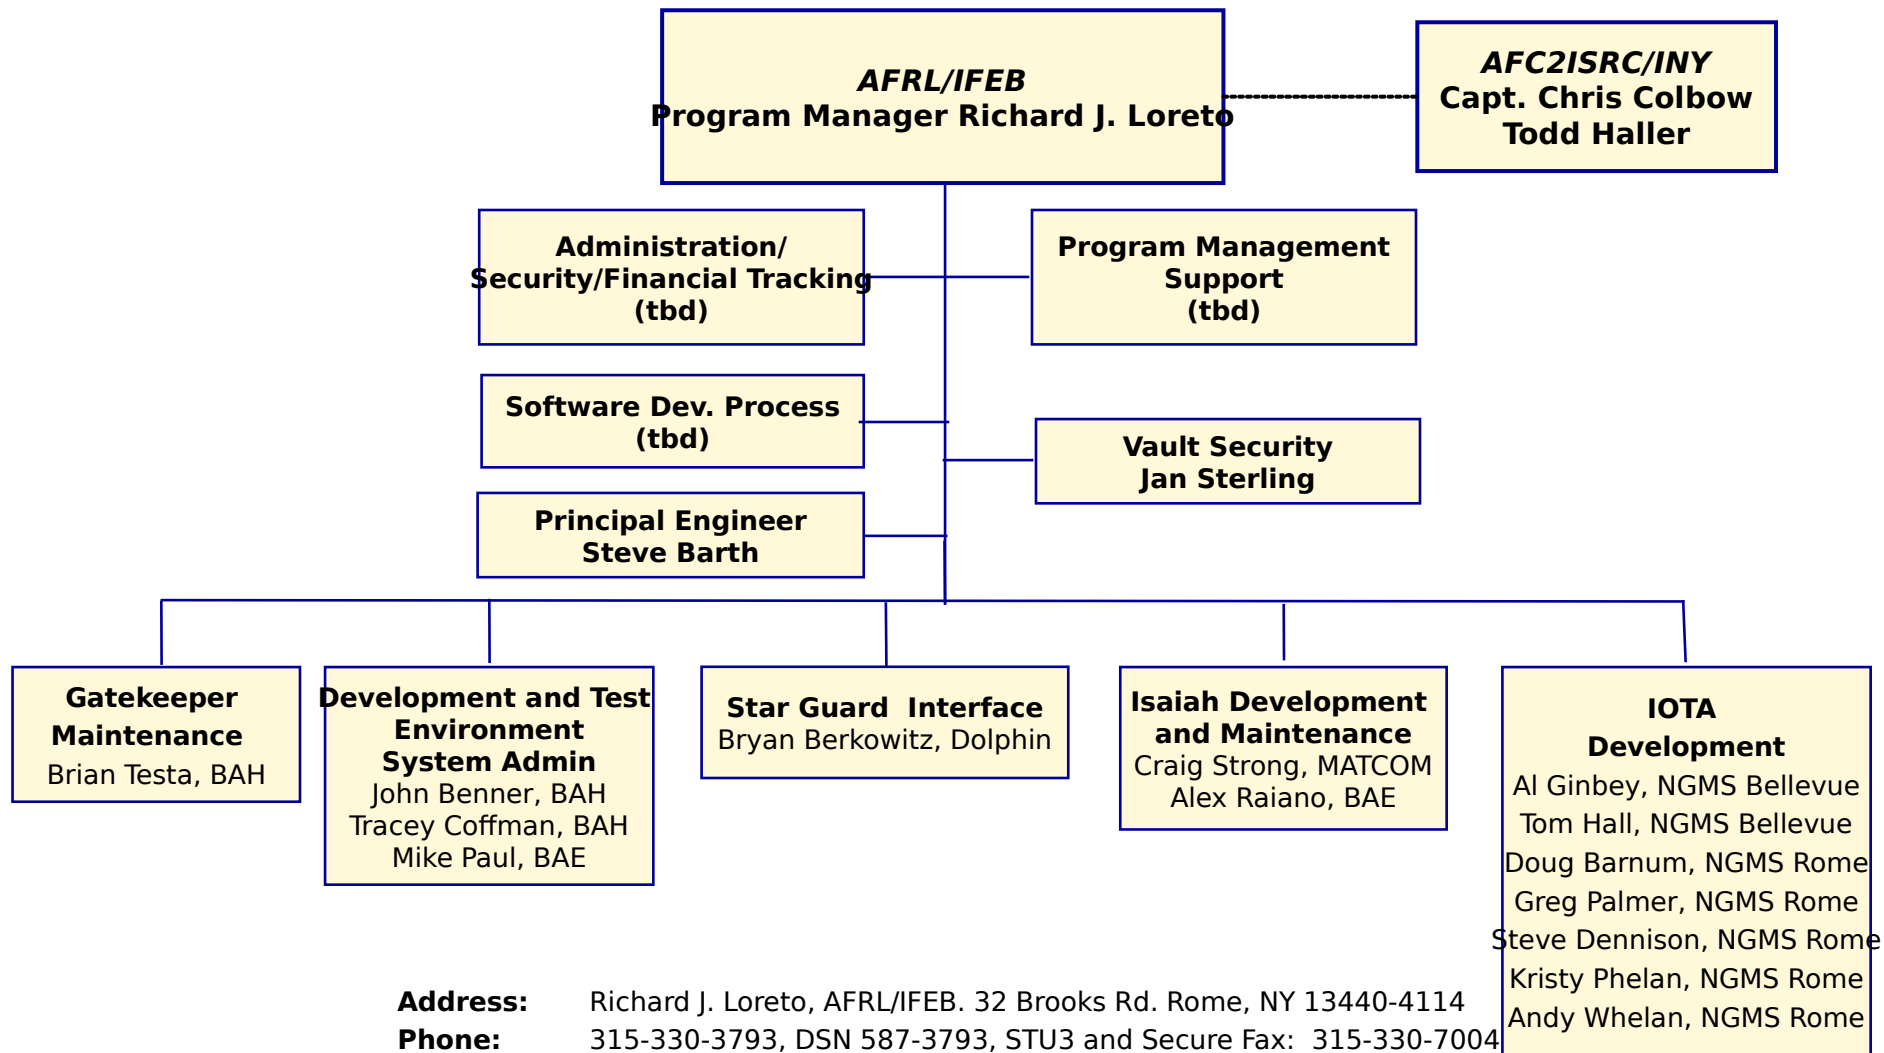 AFRL/IFEB
Program Manager Richard J. Loreto
AFC2ISRC/INY
Capt. Chris Colbow
Todd Haller
Administration/
Security/Financial Tracking
(tbd)
Program Management
Support
(tbd)
Software Dev. Process
(tbd)
Vault Security
Jan Sterling
Principal Engineer
Steve Barth
Gatekeeper
Maintenance
Brian Testa, BAH
Development and Test
Environment
System Admin
John Benner, BAH
Tracey Coffman, BAH
Mike Paul, BAE
Star Guard  Interface
Bryan Berkowitz, Dolphin
Isaiah Development
and Maintenance
Craig Strong, MATCOM
Alex Raiano, BAE
IOTA
Development
Al Ginbey, NGMS Bellevue
Tom Hall, NGMS Bellevue
Doug Barnum, NGMS Rome
Greg Palmer, NGMS Rome
Steve Dennison, NGMS Rome
Kristy Phelan, NGMS Rome
Andy Whelan, NGMS Rome
Address: Richard J. Loreto, AFRL/IFEB. 32 Brooks Rd. Rome, NY 13440-4114
Phone: 315-330-3793, DSN 587-3793, STU3 and Secure Fax:  315-330-7004